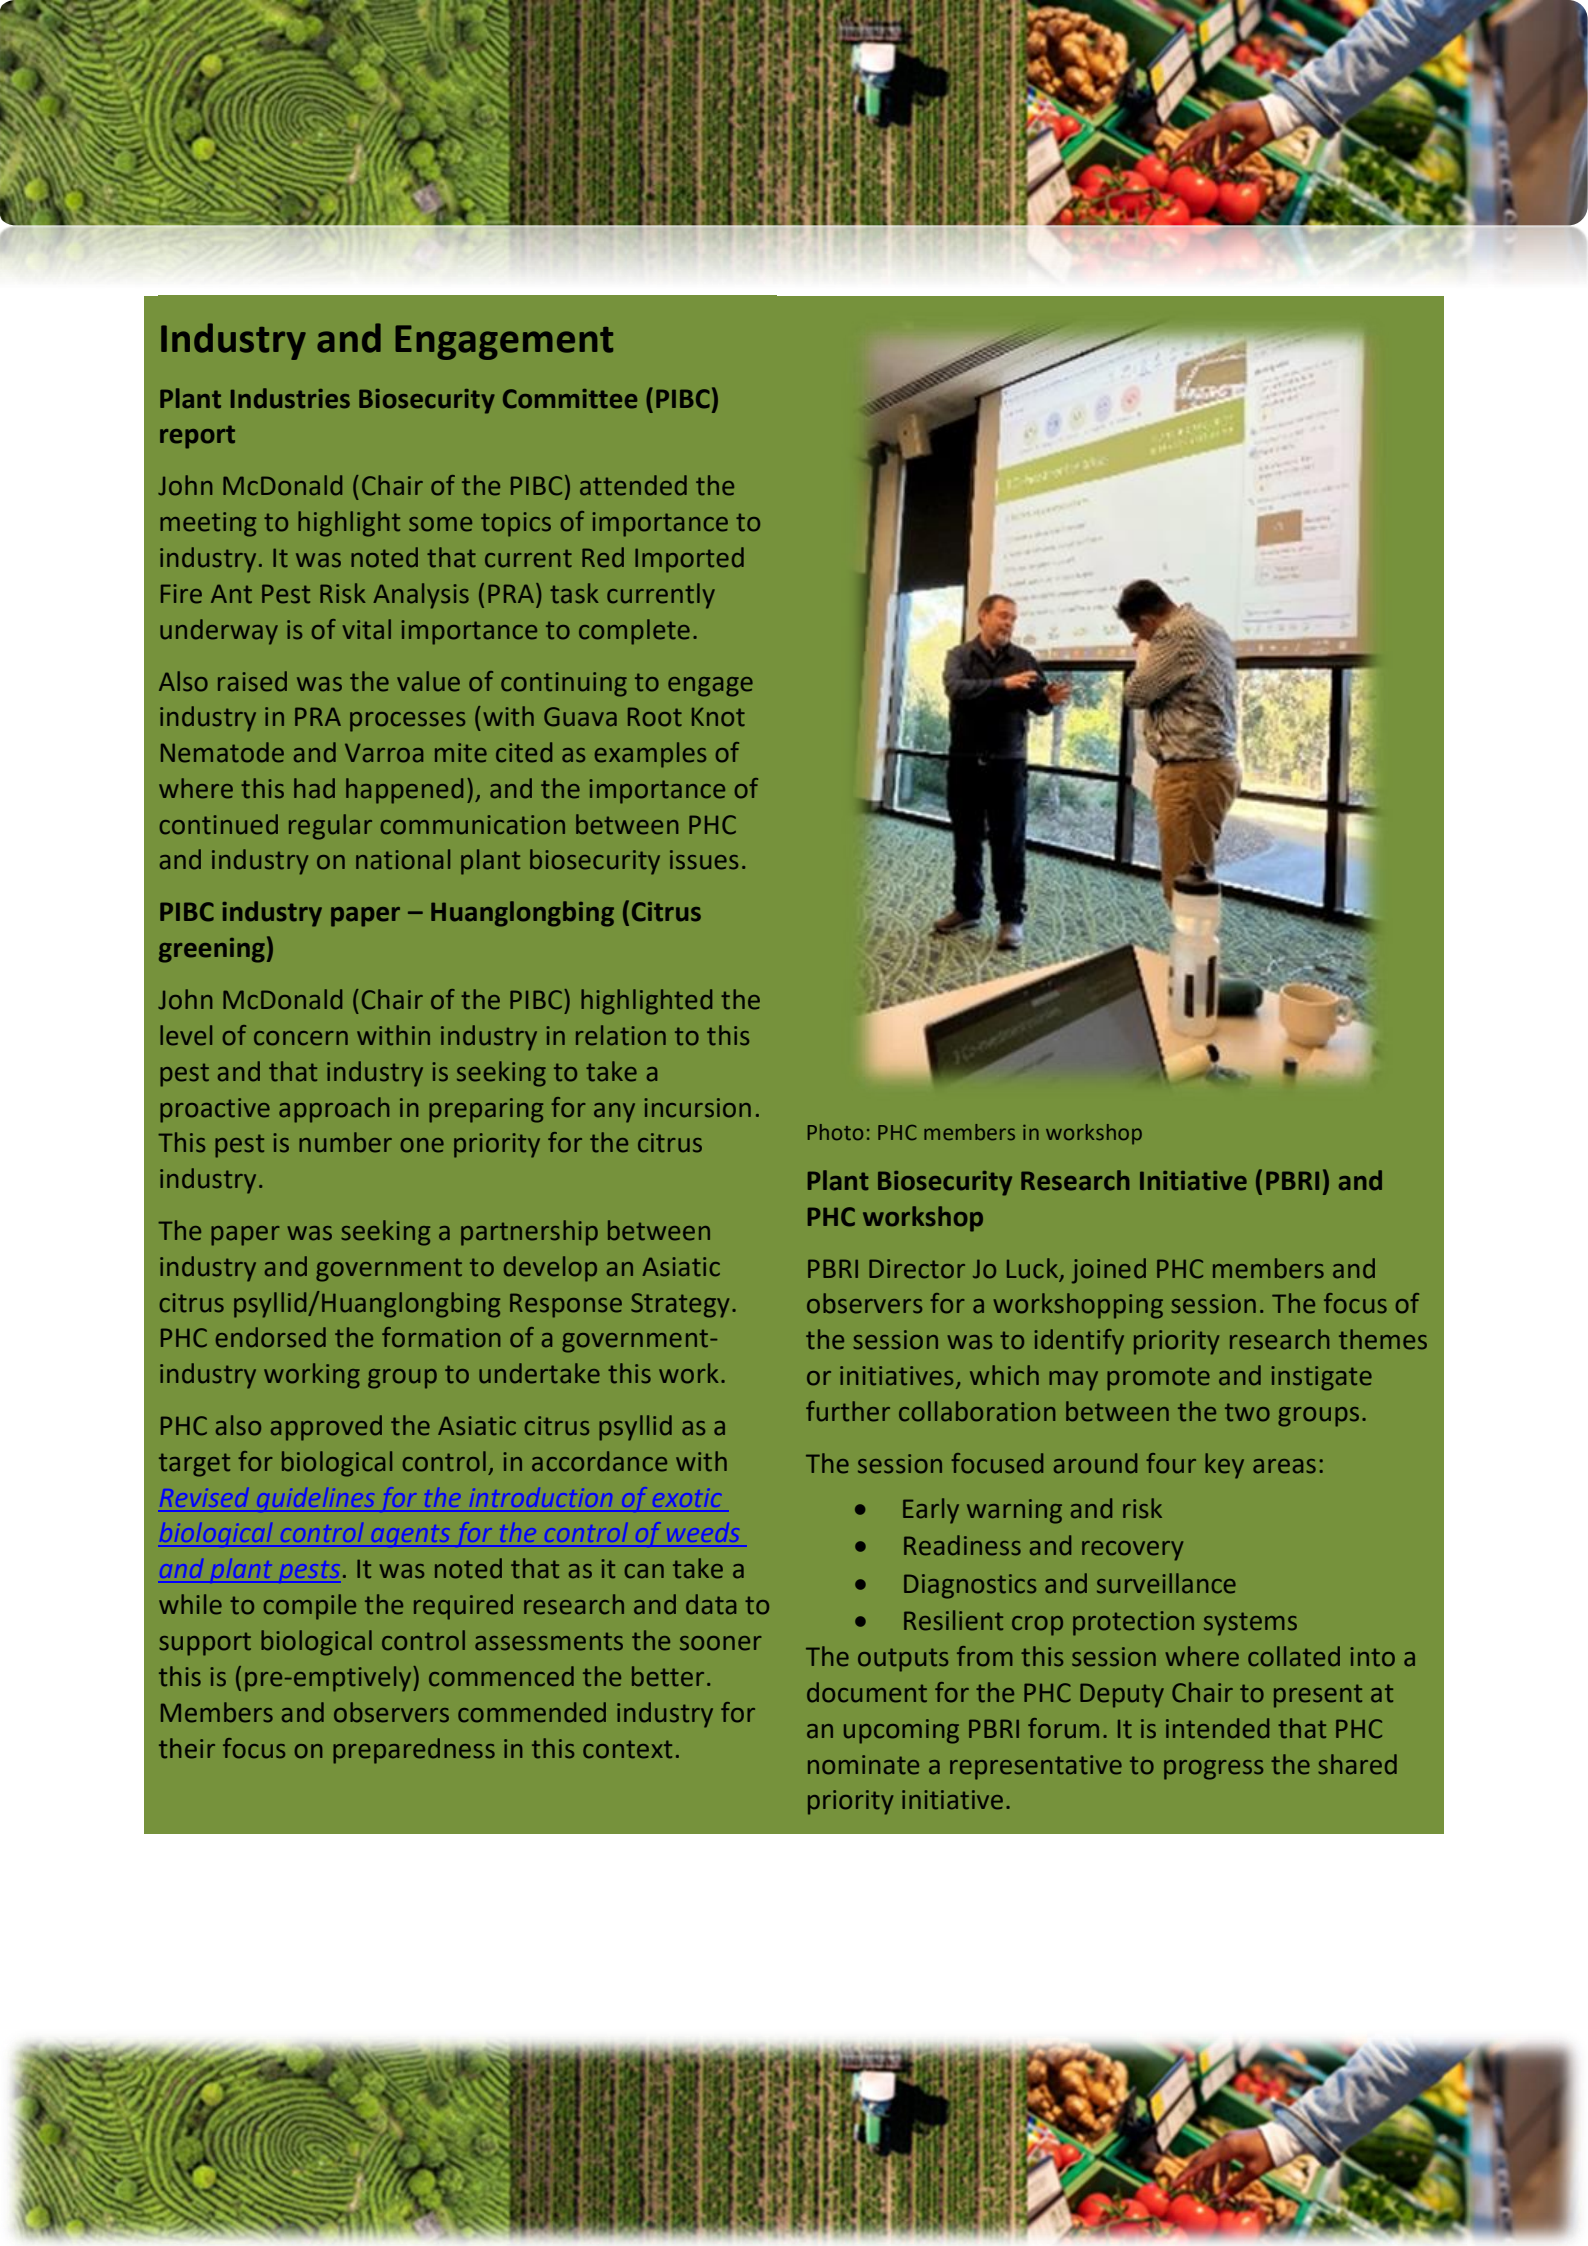 Industry and Engagement
Plant Industries Biosecurity Committee (PIBC)
report
John McDonald (Chair of the PIBC) attended the
meeting to highlight some topics of importance to
industry. It was noted that current Red Imported
Fire Ant Pest Risk Analysis (PRA) task currently
underway is of vital importance to complete.
Also raised was the value of continuing to engage
industry in PRA processes (with Guava Root Knot
Nematode and Varroa mite cited as examples of
where this had happened), and the importance of
continued regular communication between PHC
and industry on national plant biosecurity issues.
PIBC industry paper – Huanglongbing (Citrus
greening)
John McDonald (Chair of the PIBC) highlighted the
level of concern within industry in relation to this
pest and that industry is seeking to take a
proactive approach in preparing for any incursion.
This pest is number one priority for the citrus
industry.
The paper was seeking a partnership between
industry and government to develop an Asiatic
citrus psyllid/Huanglongbing Response Strategy.
PHC endorsed the formation of a government-
industry working group to undertake this work.
PHC also approved the Asiatic citrus psyllid as a
target for biological control, in accordance with
Revised guidelines for the introduction of exotic
biological control agents for the control of weeds
and plant pests. It was noted that as it can take a
while to compile the required research and data to
support biological control assessments the sooner
this is (pre-emptively) commenced the better.
Members and observers commended industry for
their focus on preparedness in this context.
Photo: PHC members in workshop
Plant Biosecurity Research Initiative (PBRI) and
PHC workshop
PBRI Director Jo Luck, joined PHC members and
observers for a workshopping session. The focus of
the session was to identify priority research themes
or initiatives, which may promote and instigate
further collaboration between the two groups.
The session focused around four key areas:
• Early warning and risk
• Readiness and recovery
• Diagnostics and surveillance
• Resilient crop protection systems
The outputs from this session where collated into a
document for the PHC Deputy Chair to present at
an upcoming PBRI forum. It is intended that PHC
nominate a representative to progress the shared
priority initiative.